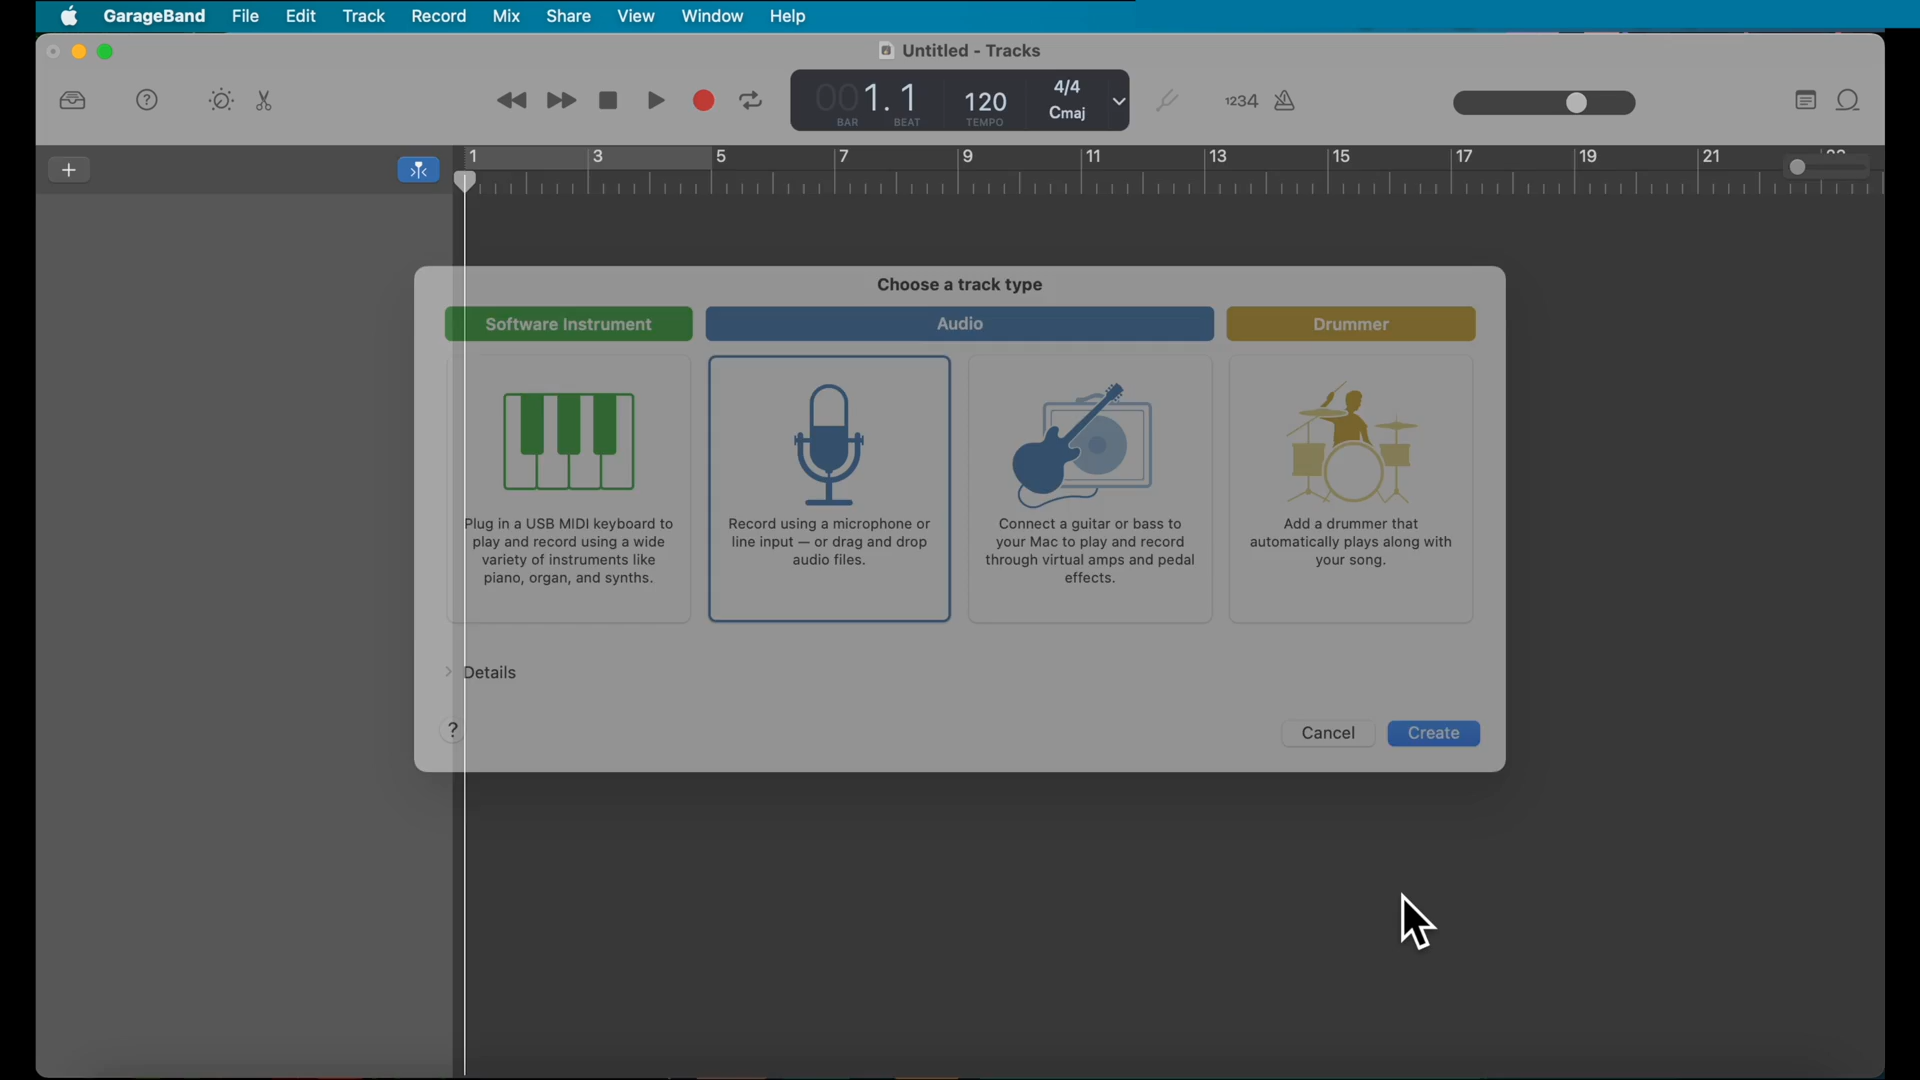 GarageBand File Edit Track Record Mix Share View Window Help
Untitled - Tracks
001. 1 120 4/4
Cmaj
BAR BEAT TEMPO
1234
1 3 5 7 9 11 13 15 17 19 21
Choose a track type
Software Instrument Audio Drummer
Plug in a USB MIDI keyboard to
play and record using a wide
variety of instruments like
piano, organ, and synths.
Record using a microphone or
line input — or drag and drop
audio files.
Connect a guitar or bass to
your Mac to play and record
through virtual amps and pedal
effects.
Add a drummer that
automatically plays along with
your song.
> Details
?
Cancel Create